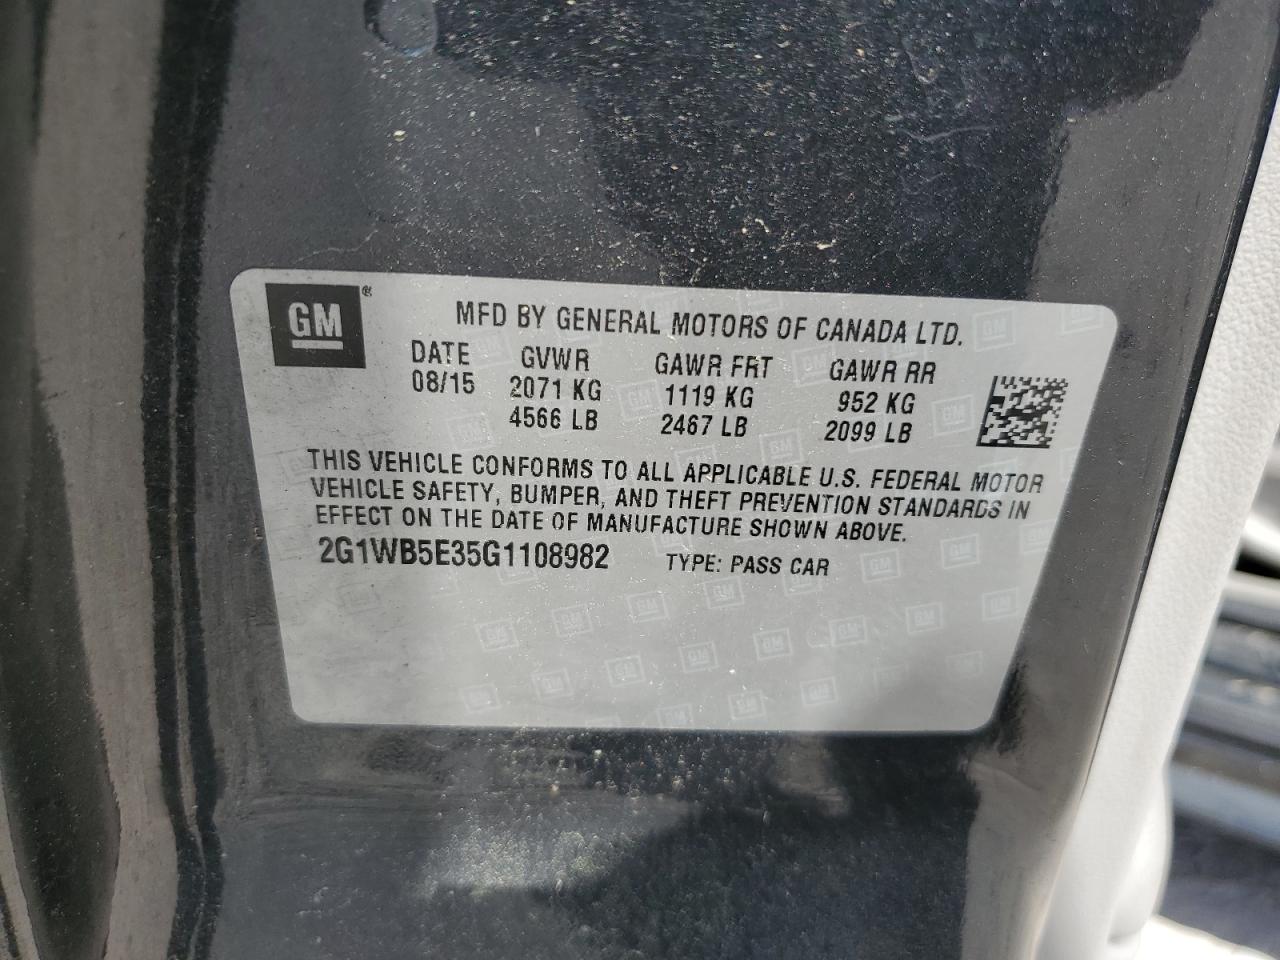 GM®
MFD BY GENERAL MOTORS OF CANADA LTD.
DATE GVWR GAWR FRT GAWR RR
08/15 2071 KG 1119 KG 952 KG
4566 LB 2467 LB 2099 LB
THIS VEHICLE CONFORMS TO ALL APPLICABLE U.S. FEDERAL MOTOR
VEHICLE SAFETY, BUMPER, AND THEFT PREVENTION STANDARDS IN
EFFECT ON THE DATE OF MANUFACTURE SHOWN ABOVE.
2G1WB5E35G1108982 TYPE: PASS CAR